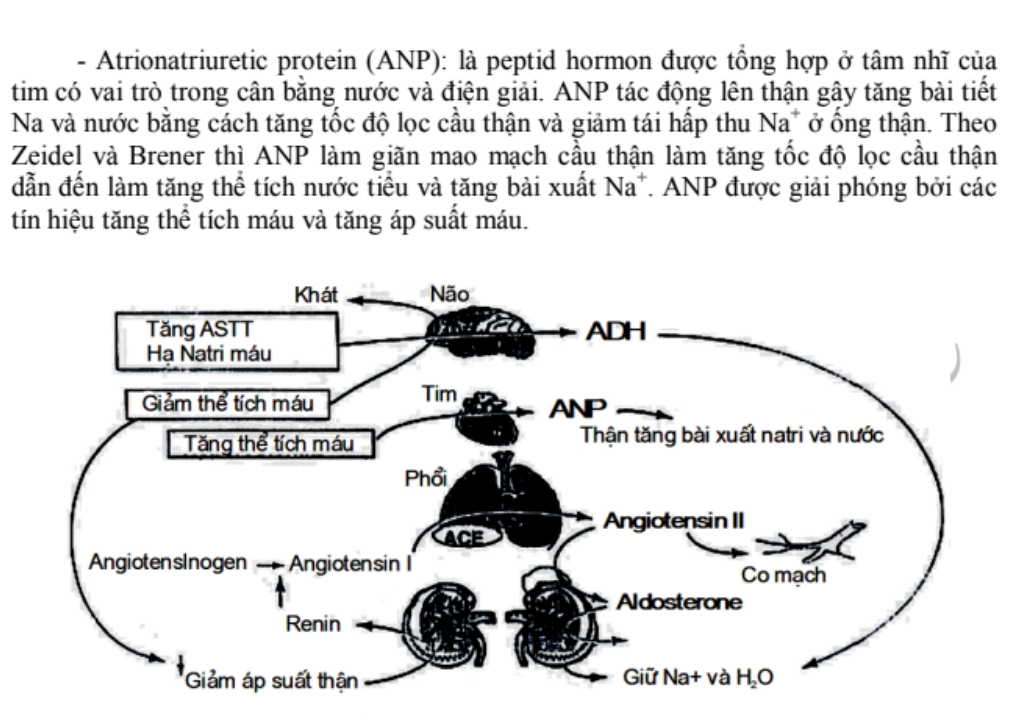 - Atrionatriuretic protein (ANP): là peptid hormon được tổng hợp ở tâm nhĩ của
tim có vai trò trong cân bằng nước và điện giải. ANP tác động lên thận gây tăng bài tiết
Na và nước bằng cách tăng tốc độ lọc cầu thận và giảm tái hấp thu Na⁺ ở ống thận. Theo
Zeidel và Brener thì ANP làm giãn mao mạch cầu thận làm tăng tốc độ lọc cầu thận
dẫn đến làm tăng thể tích nước tiểu và tăng bài xuất Na⁺. ANP được giải phóng bởi các
tín hiệu tăng thể tích máu và tăng áp suất máu.
Khát
Não
Tăng ASTT
Hạ Natri máu
ADH
Giảm thể tích máu
Tim
ANP
Tăng thể tích máu
Thận tăng bài xuất natri và nước
Phổi
ACE
Angiotensin II
AngiotensInogen
Angiotensin I
Co mạch
Aldosterone
Renin
Giảm áp suất thận
Giữ Na+ và H₂O